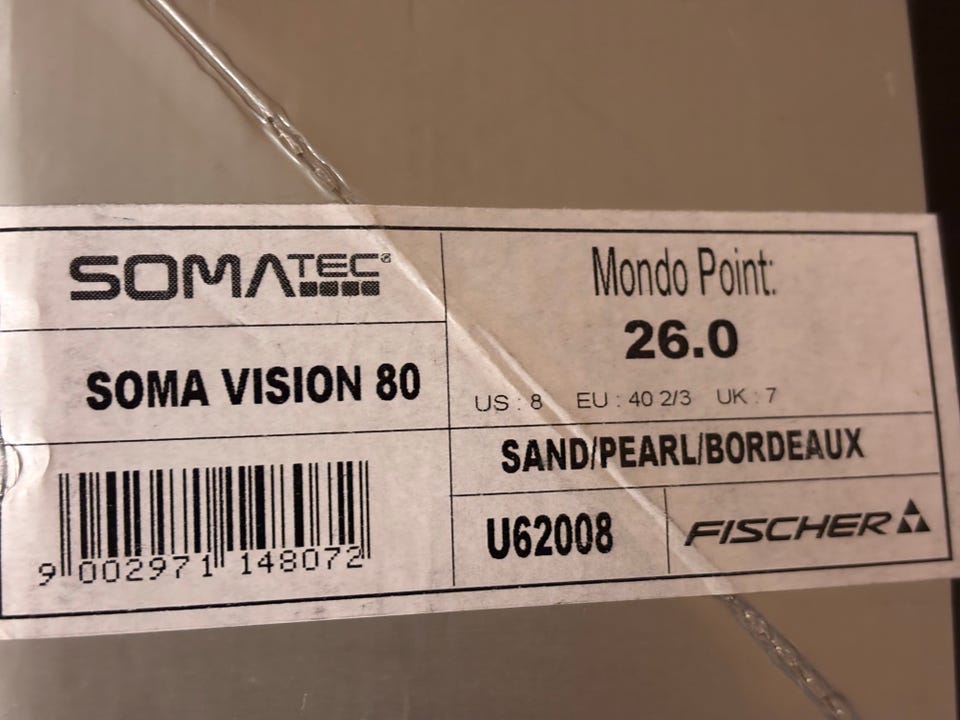 SOMATEC®
SOMA VISION 80
9 002971 148072
Mondo Point:
26.0
US : 8 EU : 40 2/3 UK : 7
SAND/PEARL/BORDEAUX
U62008
FISCHER